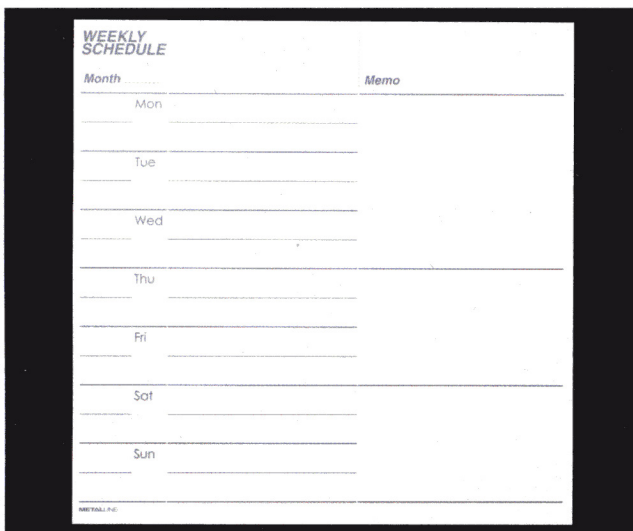 WEEKLY
SCHEDULE
Month
Memo
Mon
Tue
Wed
Thu
Fri
Sat
Sun
METALLINE